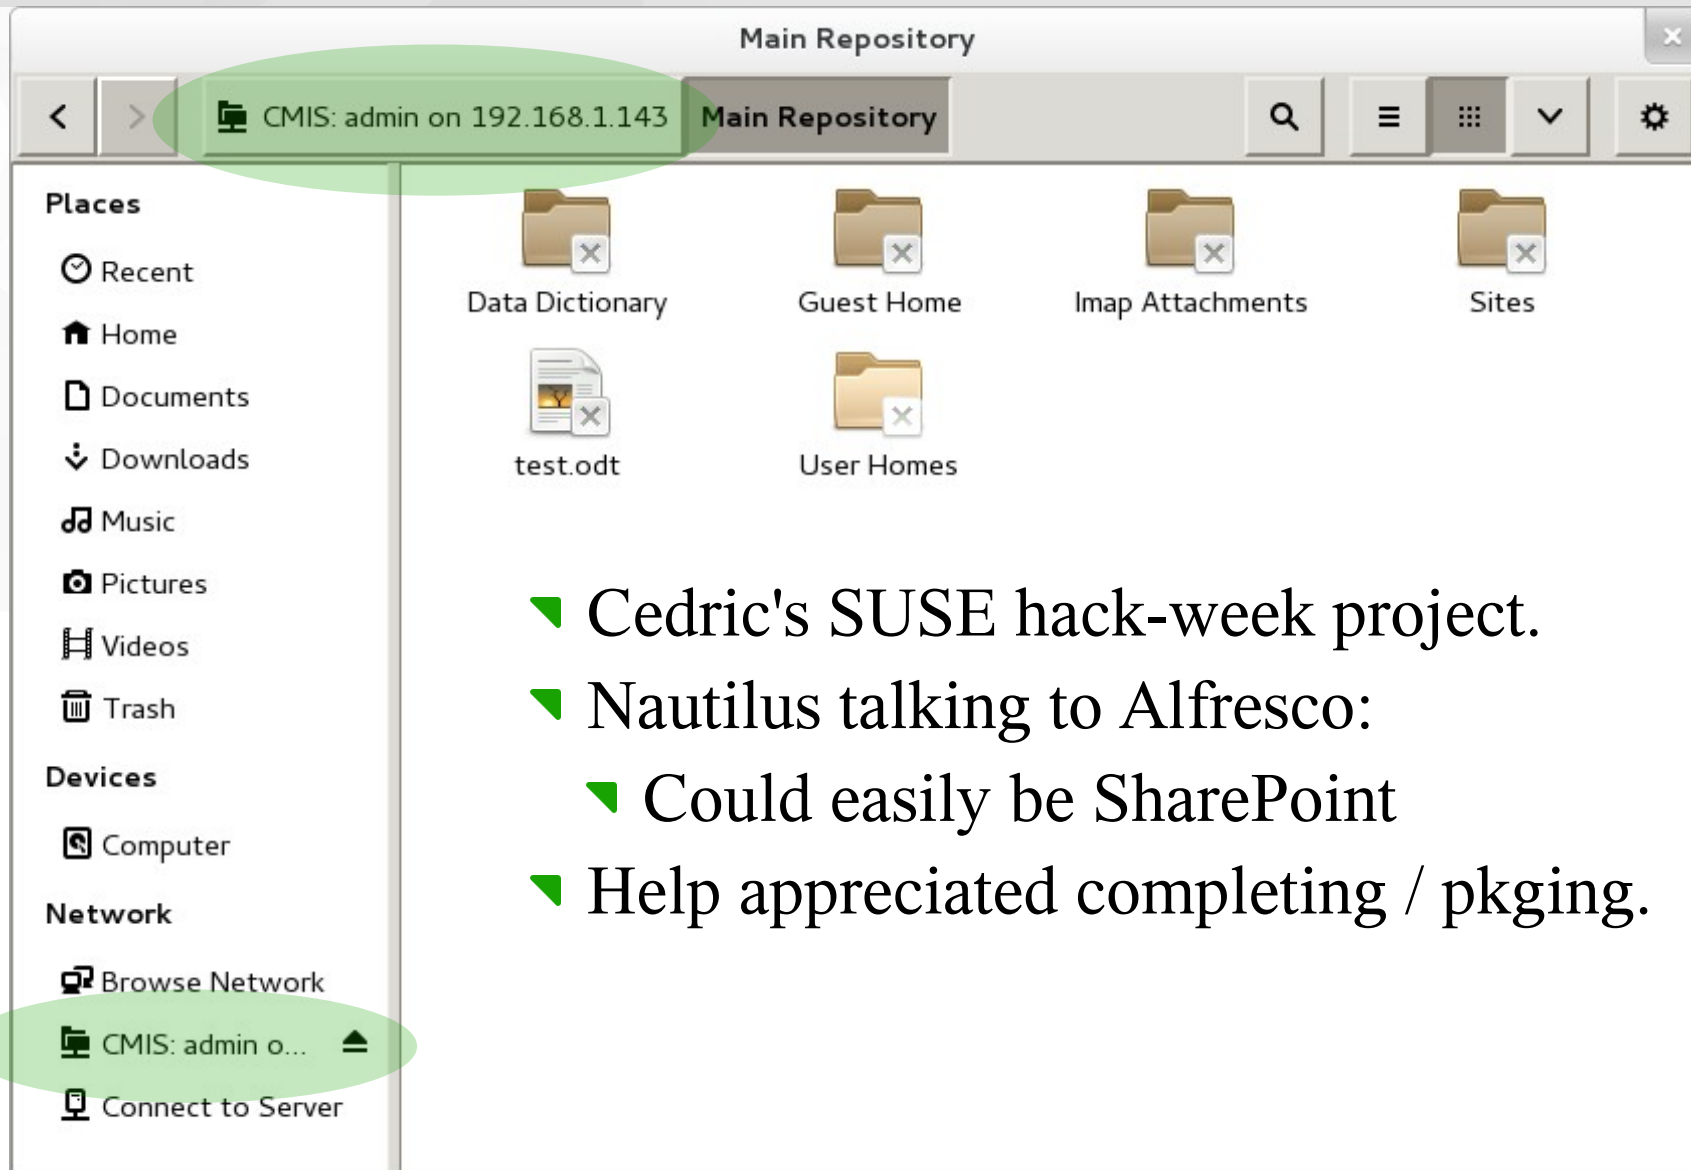 Main Repository
CMIS: admin on 192.168.1.143 Main Repository
Places
Recent
Home
Documents
Downloads
Music
Pictures
Videos
Trash
Devices
Computer
Network
Browse Network
CMIS: admin o...
Connect to Server
Data Dictionary Guest Home Imap Attachments Sites
test.odt User Homes
Cedric's SUSE hack-week project.
Nautilus talking to Alfresco:
Could easily be SharePoint
Help appreciated completing / pkging.